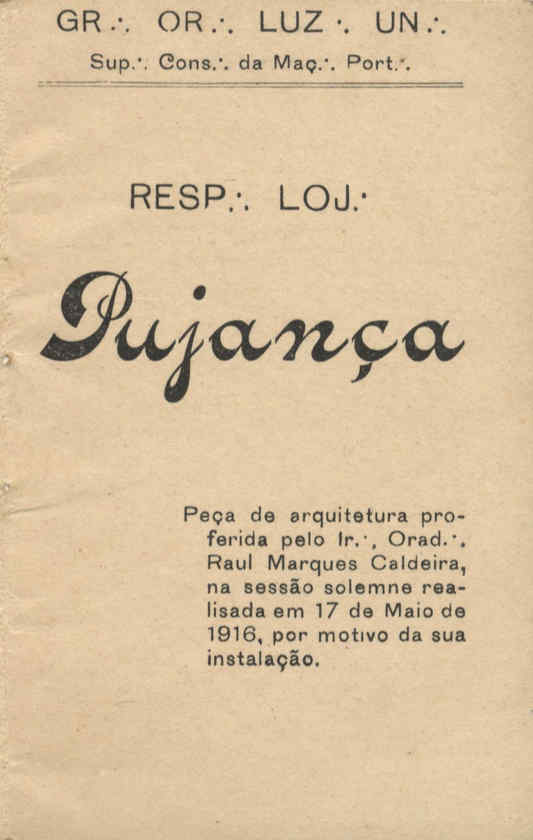 GR∴ OR∴ LUZ∴ UN∴
Sup∴ Cons∴ da Maç∴ Port∴
RESP∴ LOJ∴
Pujança
Peça de arquitetura pro-
ferida pelo Ir∴, Orad∴
Raul Marques Caldeira,
na sessão solemne rea-
lisada em 17 de Maio de
1916, por motivo da sua
instalação.